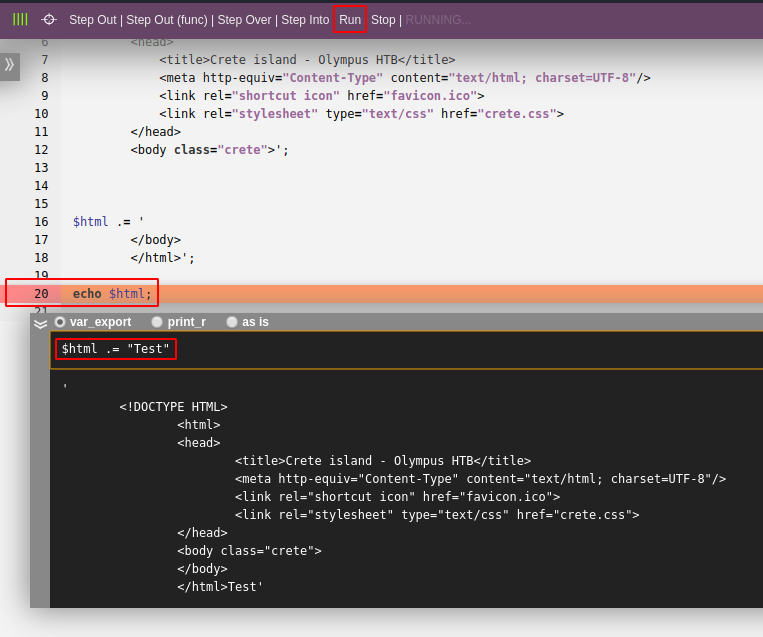 Step Out | Step Out (func) | Step Over | Step Into | Run | Stop | RUNNING...
6 <head>
7 <title>Crete island - Olympus HTB</title>
8 <meta http-equiv="Content-Type" content="text/html; charset=UTF-8"/>
9 <link rel="shortcut icon" href="favicon.ico">
10 <link rel="stylesheet" type="text/css" href="crete.css">
11 </head>
12 <body class="crete">';
13
14
15
16 $html .= '
17 </body>
18 </html>';
19
20 echo $html;
21
var_export print_r as is
$html .= "Test"
'
<!DOCTYPE HTML>
<html>
<head>
<title>Crete island - Olympus HTB</title>
<meta http-equiv="Content-Type" content="text/html; charset=UTF-8"/>
<link rel="shortcut icon" href="favicon.ico">
<link rel="stylesheet" type="text/css" href="crete.css">
</head>
<body class="crete">
</body>
</html>Test'